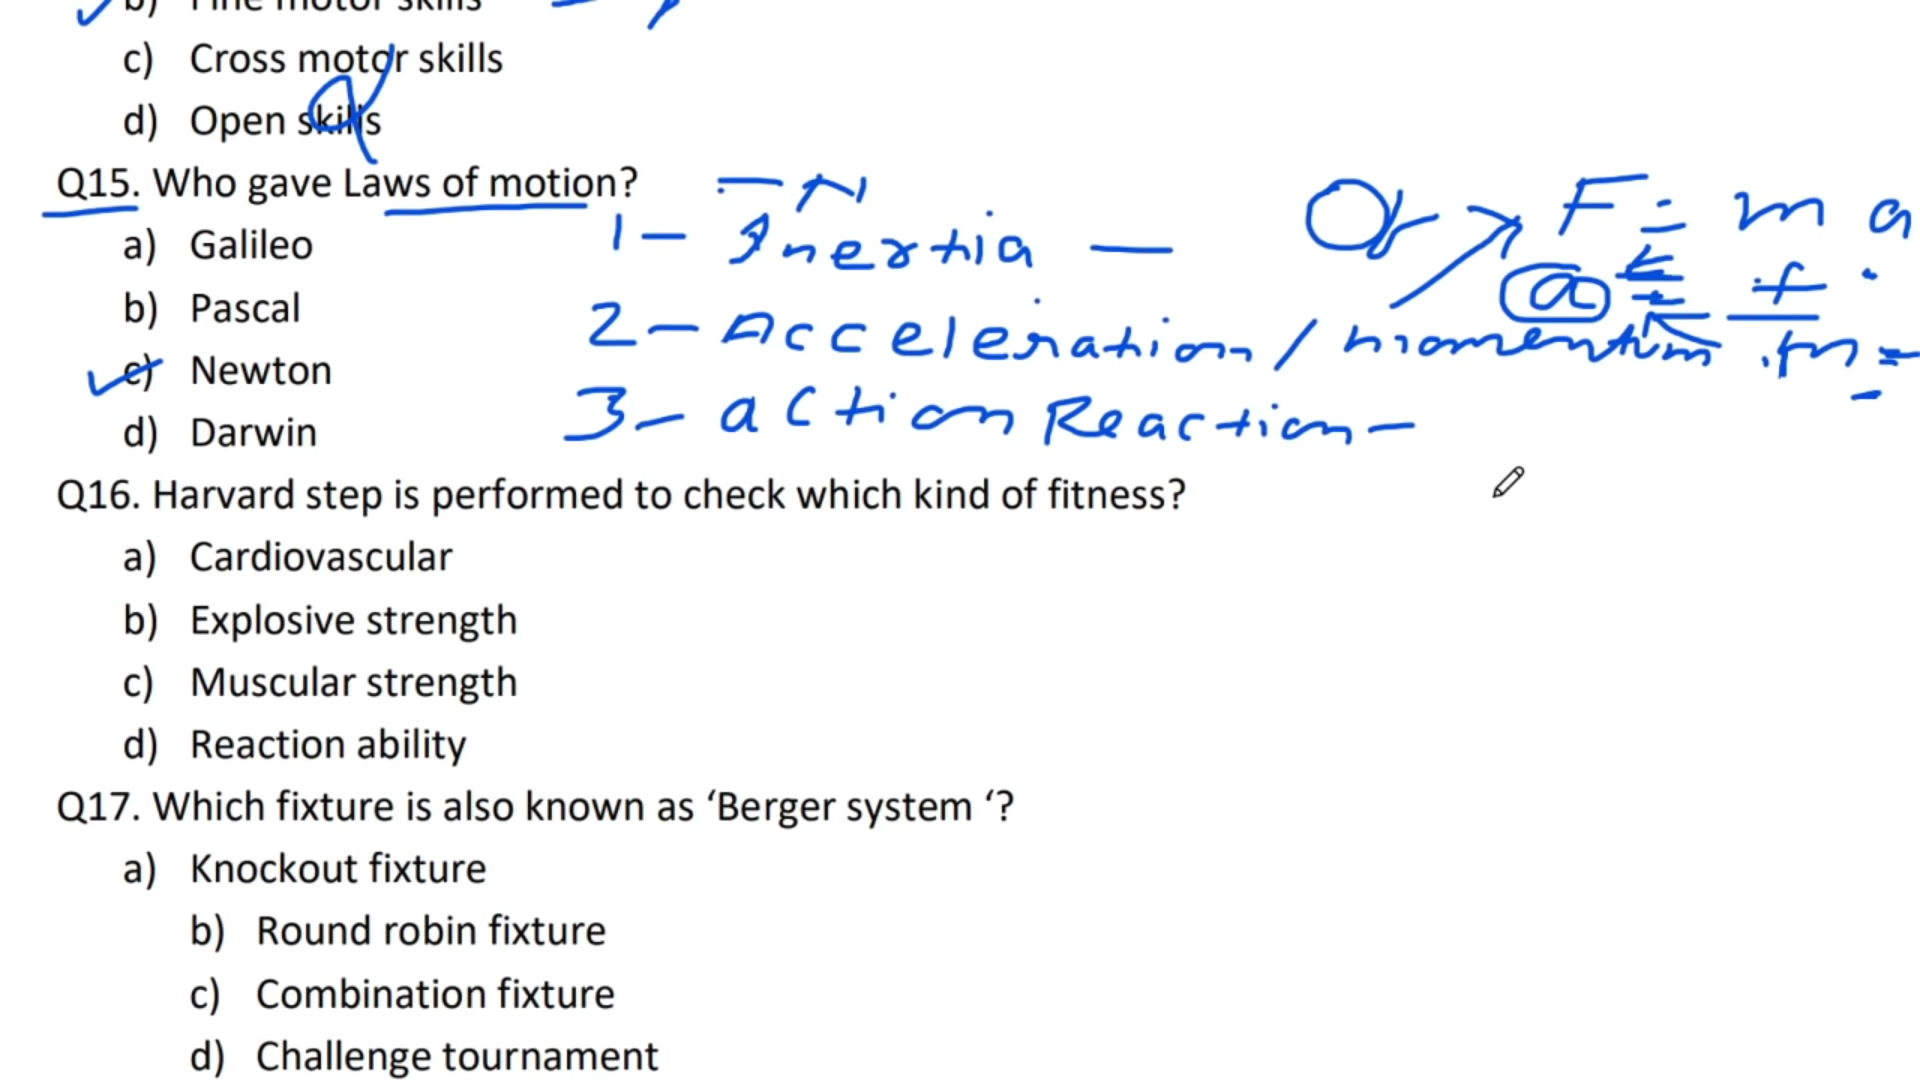 b) Fine motor skills
c) Cross motor skills
d) Open skills
Q15. Who gave Laws of motion?
a) Galileo
b) Pascal
c) Newton
d) Darwin
1- Inertia -
2- Acceleration / momentum
3- action Reaction -
F = m a
a = f
m
Q16. Harvard step is performed to check which kind of fitness?
a) Cardiovascular
b) Explosive strength
c) Muscular strength
d) Reaction ability
Q17. Which fixture is also known as ‘Berger system ‘?
a) Knockout fixture
b) Round robin fixture
c) Combination fixture
d) Challenge tournament